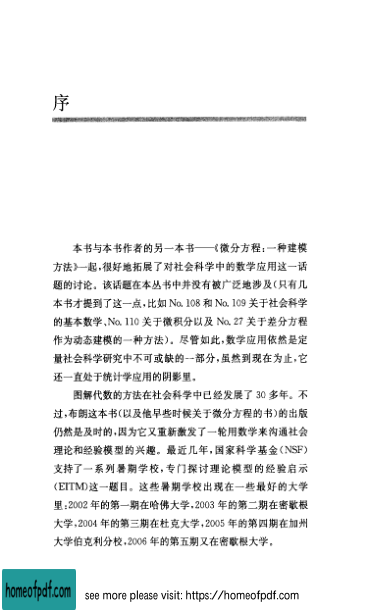 序
本书与本书作者的另一本书——《微分方程:一种建模
方法》一起,很好地拓展了对社会科学中的数学应用这一话
题的讨论。该话题在本丛书中并没有被广泛地涉及(只有几
本书才提到了这一点,比如 No. 108 和 No. 109 关于社会科学
的基本数学、No. 110 关于微积分以及 No. 27 关于差分方程
作为动态建模的一种方法)。尽管如此,数学应用依然是定
量社会科学研究中不可或缺的一部分,虽然到现在为止,它
还一直处于统计学应用的阴影里。
图解代数的方法在社会科学中已经发展了 30 多年。不
过,布朗这本书(以及他早些时候关于微分方程的书)的出版
仍然是及时的,因为它又重新激发了一轮用数学来沟通社会
理论和经验模型的兴趣。最近几年,国家科学基金(NSF)
支持了一系列暑期学校,专门探讨理论模型的经验启示
(EITM)这一题目。这些暑期学校出现在一些最好的大学
里:2002 年的第一期在哈佛大学,2003 年的第二期在密歇根
大学,2004 年的第三期在杜克大学,2005 年的第四期在加州
大学伯克利分校,2006 年的第五期又在密歇根大学。
homeofpdf.com
see more please visit: https://homeofpdf.com